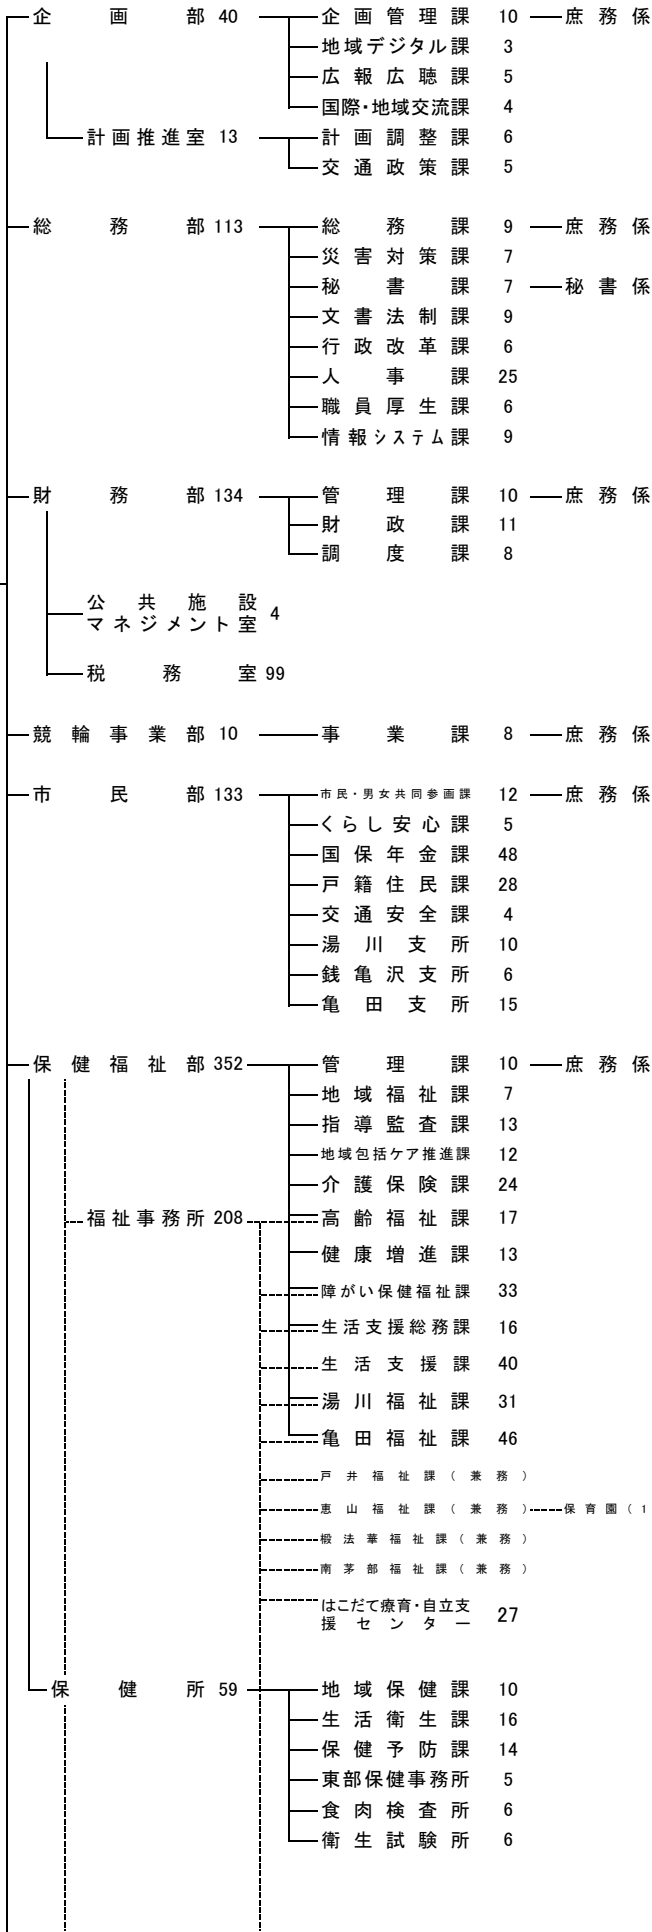 企画部 40 企画管理課 10 庶務係
地域デジタル課 3
広報広聴課 5
国際・地域交流課 4
計画推進室 13 計画調整課 6
交通政策課 5
総務部 113 総務課 9 庶務係
災害対策課 7
秘書課 7 秘書係
文書法制課 9
行政改革課 6
人事課 25
職員厚生課 6
情報システム課 9
財務部 134 管理課 10 庶務係
財政課 11
調度課 8
公共施設
マネジメント室 4
税務室 99
競輪事業部 10 事業課 8 庶務係
市民部 133 市民・男女共同参画課 12 庶務係
くらし安心課 5
国保年金課 48
戸籍住民課 28
交通安全課 4
湯川支所 10
銭亀沢支所 6
亀田支所 15
保健福祉部 352 管理課 10 庶務係
地域福祉課 7
指導監査課 13
地域包括ケア推進課 12
介護保険課 24
福祉事務所 208 高齢福祉課 17
健康増進課 13
障がい保健福祉課 33
生活支援総務課 16
生活支援課 40
湯川福祉課 31
亀田福祉課 46
戸井福祉課（兼務）
恵山福祉課（兼務） 保育園（1
椴法華福祉課（兼務）
南茅部福祉課（兼務）
はこだて療育・自立支
援センター 27
保健所 59 地域保健課 10
生活衛生課 16
保健予防課 14
東部保健事務所 5
食肉検査所 6
衛生試験所 6